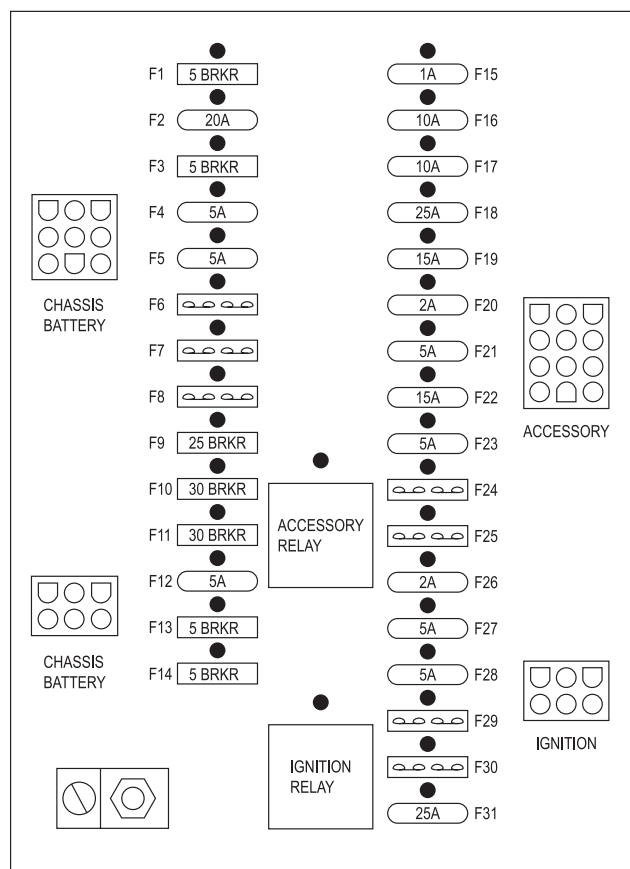 F1 5 BRKR
F2 20A
F3 5 BRKR
F4 5A
F5 5A
F6
F7
F8
F9 25 BRKR
F10 30 BRKR
F11 30 BRKR
F12 5A
F13 5 BRKR
F14 5 BRKR
CHASSIS
BATTERY
CHASSIS
BATTERY
ACCESSORY
RELAY
IGNITION
RELAY
1A F15
10A F16
10A F17
25A F18
15A F19
2A F20
5A F21
15A F22
5A F23
F24
F25
2A F26
5A F27
5A F28
F29
F30
25A F31
ACCESSORY
IGNITION